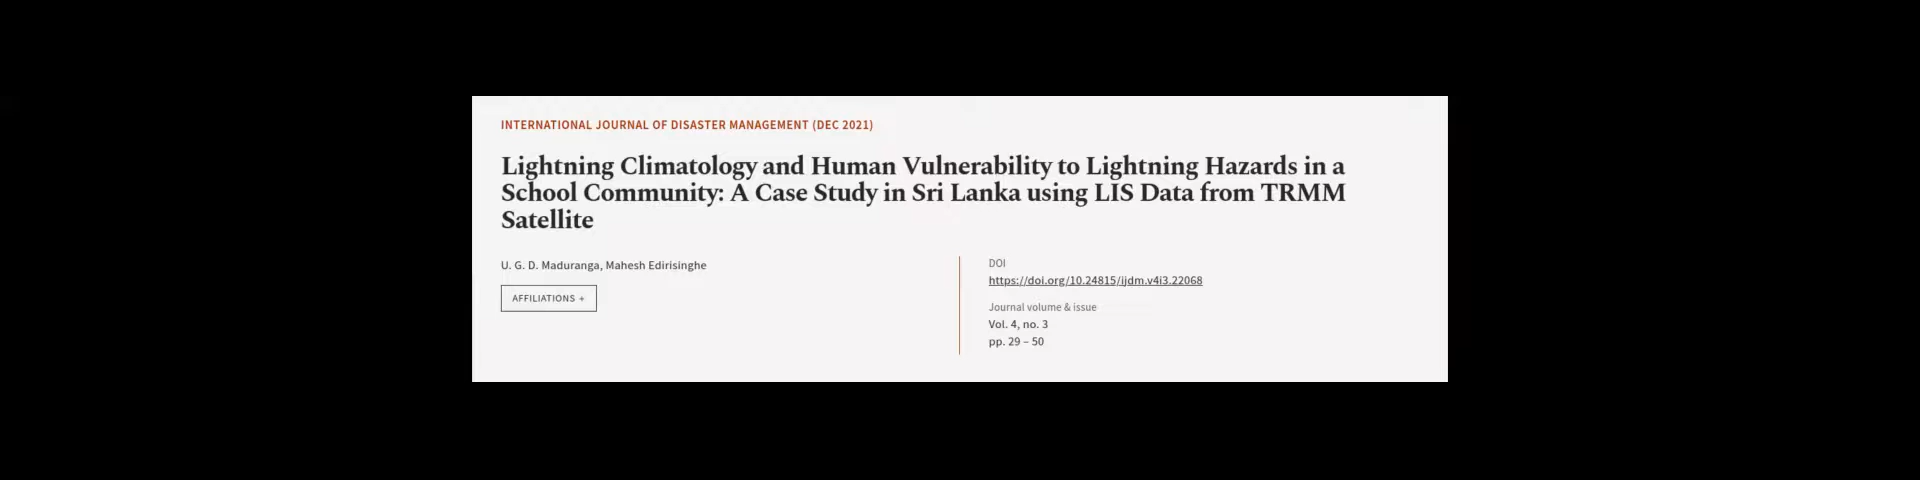 INTERNATIONAL JOURNAL OF DISASTER MANAGEMENT (DEC 2021)
Lightning Climatology and Human Vulnerability to Lightning Hazards in a
School Community: A Case Study in Sri Lanka using LIS Data from TRMM
Satellite
U. G. D. Maduranga, Mahesh Edirisinghe
AFFILIATIONS +
DOI
https://doi.org/10.24815/ijdm.v4i3.22068
Journal volume & issue
Vol. 4, no. 3
pp. 29 – 50